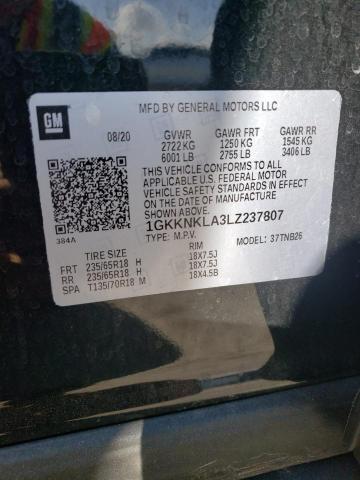 MFD BY GENERAL MOTORS LLC
GM
08/20 GVWR GAWR FRT GAWR RR
2722 KG 1250 KG 1545 KG
6001 LB 2755 LB 3406 LB
THIS VEHICLE CONFORMS TO ALL
APPLICABLE U.S. FEDERAL MOTOR
VEHICLE SAFETY STANDARDS IN EFFECT
ON THE DATE OF MANUFACTURE SHOWN ABOVE
1GKKNKLA3LZ237807
384A TYPE: M.P.V. MODEL: 37TNB26
TIRE SIZE RIM
FRT 235/65R18 H 18X7.5J
RR 235/65R18 H 18X7.5J
SPA T135/70R18 M 18X4.5B